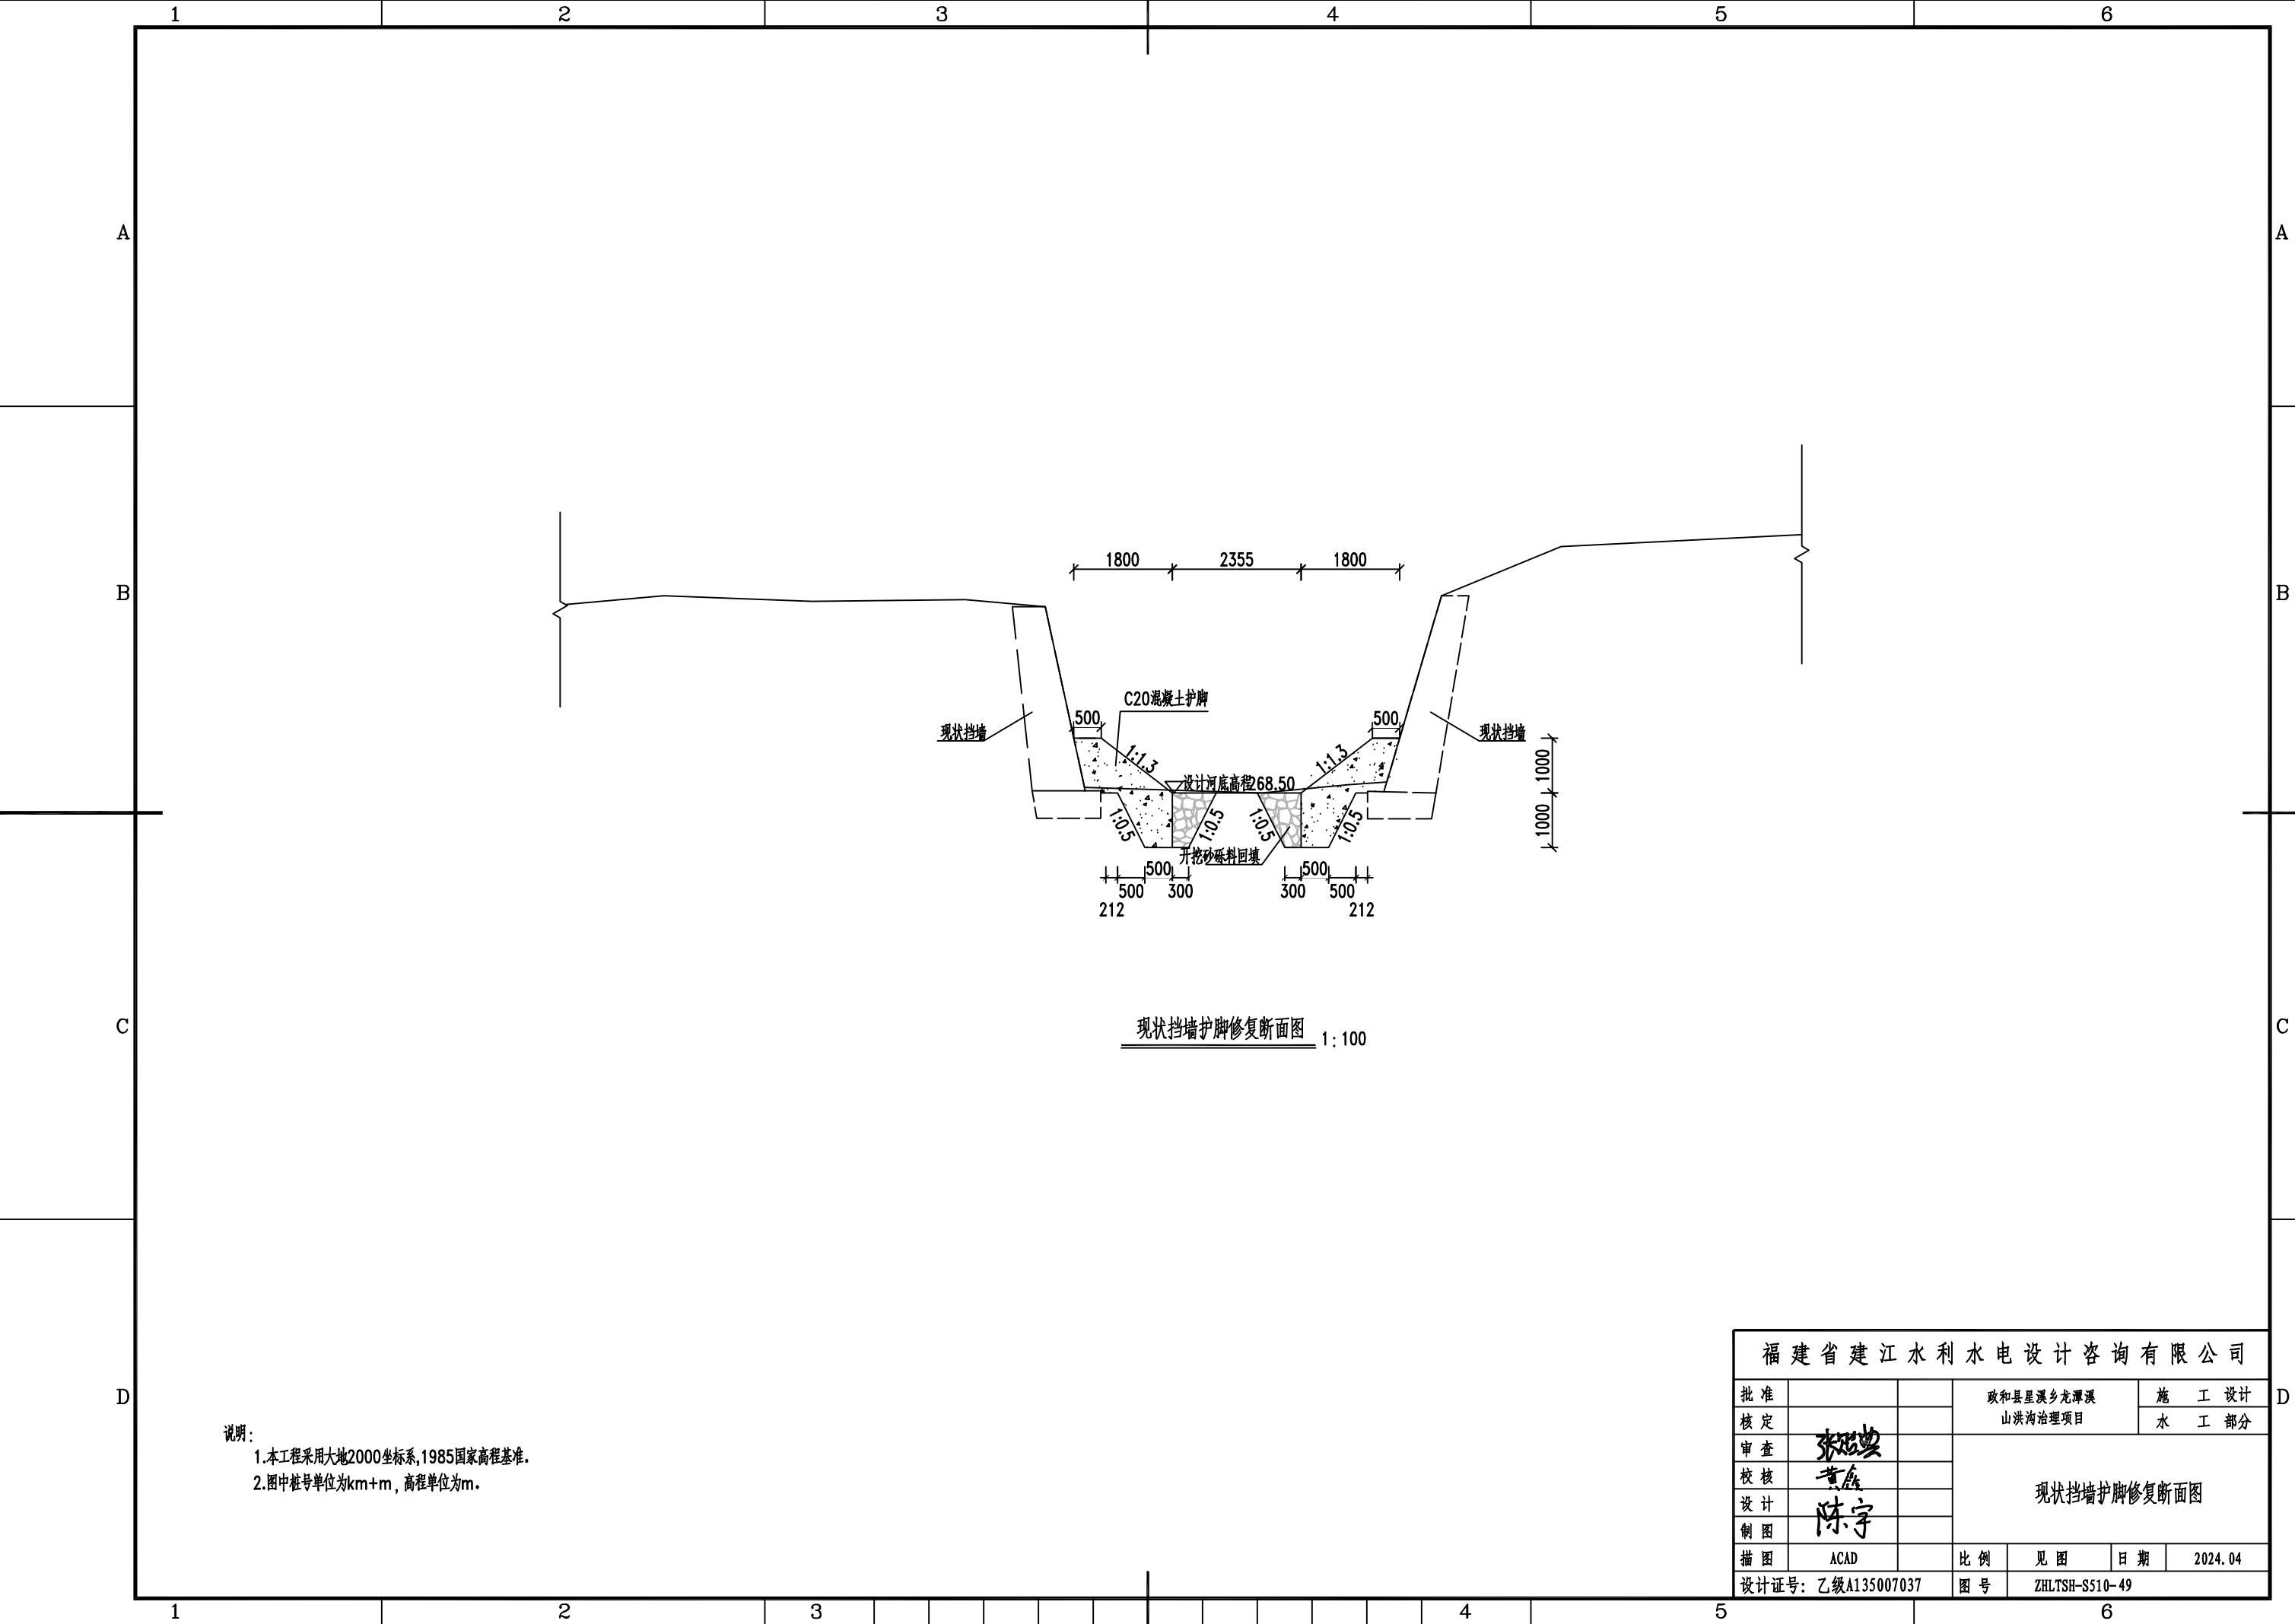 1 2 3 4 5 6
A A
1800 2355 1800
B B
C20混凝土护脚
500 500
现状挡墙 现状挡墙
1:1.3 1:1.3
1000
设计河底高程268.50
1:0.5 1:0.5 1:0.5 1:0.5
1000
开挖砂砾料回填
500 500
500 300 300 500
212 212
C C
现状挡墙护脚修复断面图 1:100
福建省建江水利水电设计咨询有限公司
D D
批准 政和县星溪乡龙潭溪 施工设计
核定 山洪沟治理项目 水工部分
说明:
审查
1.本工程采用大地2000坐标系,1985国家高程基准.
校核 黄鑫
2.图中桩号单位为km+m,高程单位为m.
设计 陈宇 现状挡墙护脚修复断面图
制图
描图 ACAD 比例 见图 日期 2024.04
设计证号: 乙级A135007037 图号 ZHLTSH-S510-49
1 2 3 4 5 6